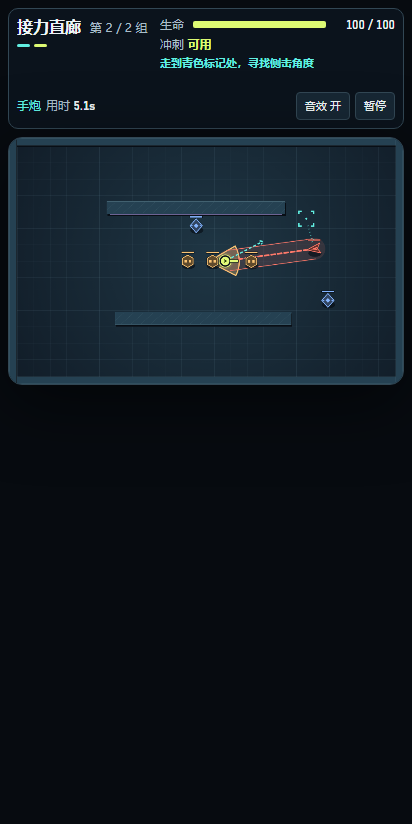 接力直廊 第 2 / 2 组
生命 100 / 100
冲刺 可用
走到青色标记处，寻找侧击角度
手炮 用时 5.1s
音效 开 暂停